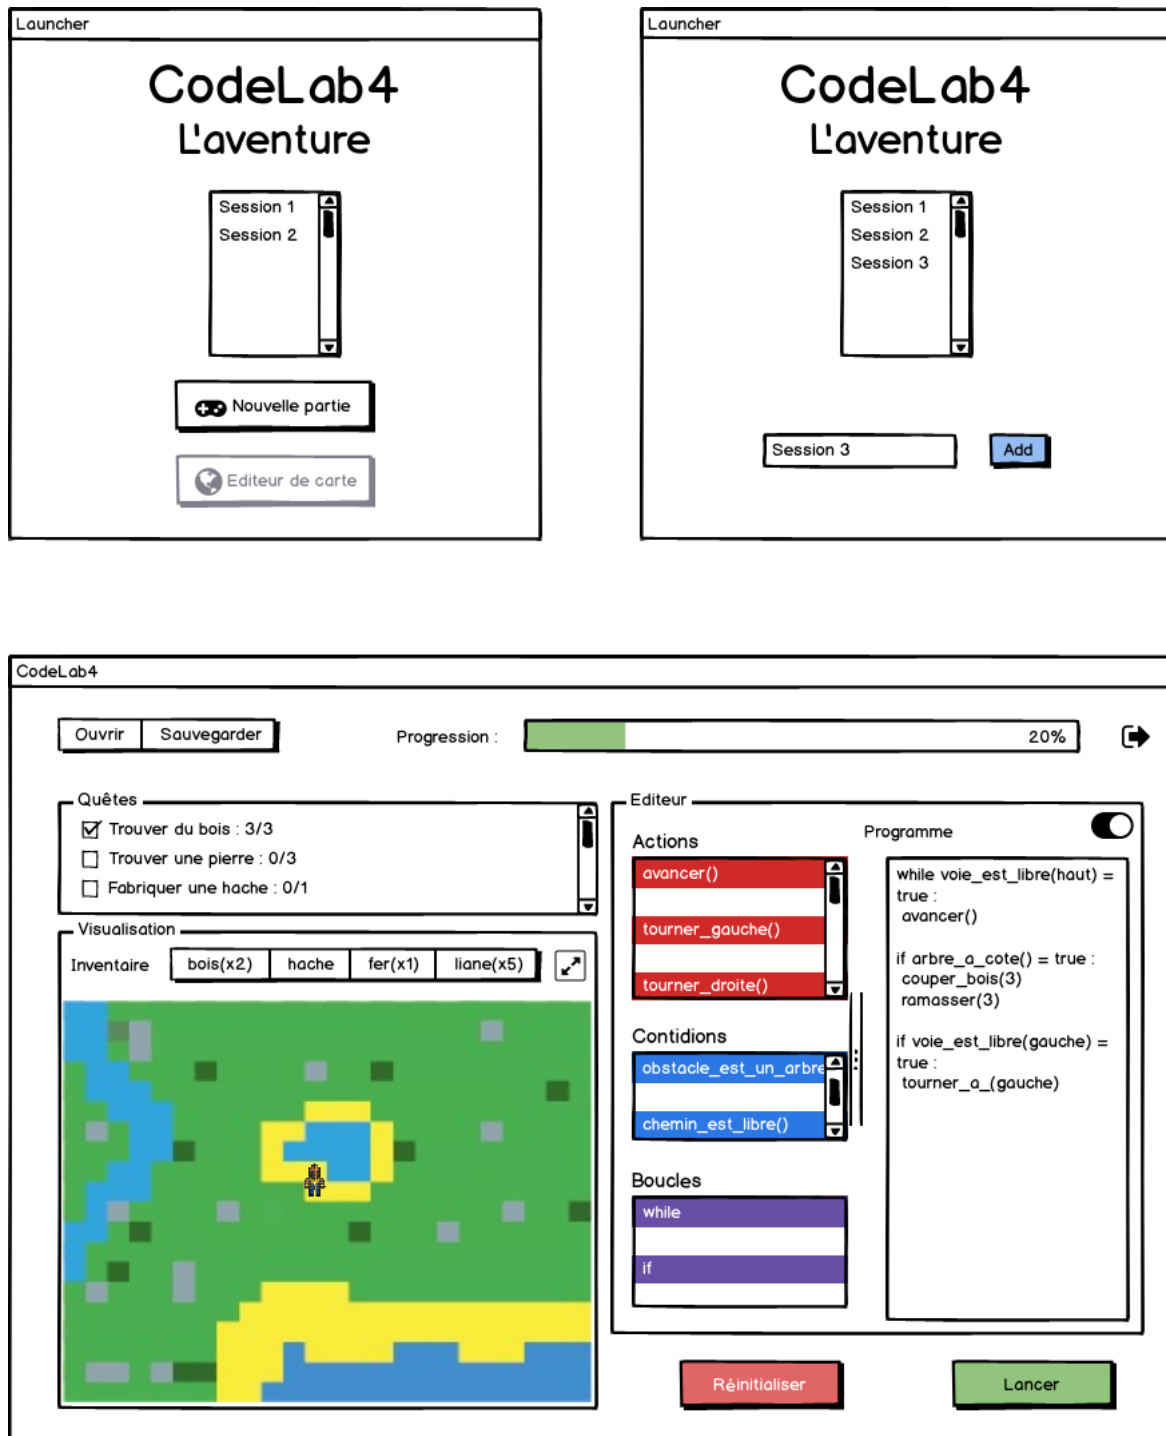 Launcher
CodeLab4
L'aventure
Session 1
Session 2
Nouvelle partie
Editeur de carte
Launcher
CodeLab4
L'aventure
Session 1
Session 2
Session 3
Session 3
Add
CodeLab4
Ouvrir
Sauvegarder
Progression :
20%
Quêtes
Trouver du bois : 3/3
Trouver une pierre : 0/3
Fabriquer une hache : 0/1
Visualisation
Inventaire
bois(x2)
hache
fer(x1)
liane(x5)
Editeur
Actions
avancer()
tourner_gauche()
tourner_droite()
Contidions
obstacle_est_un_arbre
chemin_est_libre()
Boucles
while
if
Programme
while voie_est_libre(haut) =
true :
avancer()
if arbre_a_cote() = true :
couper_bois(3)
ramasser(3)
if voie_est_libre(gauche) =
true :
tourner_a_(gauche)
Réinitialiser
Lancer